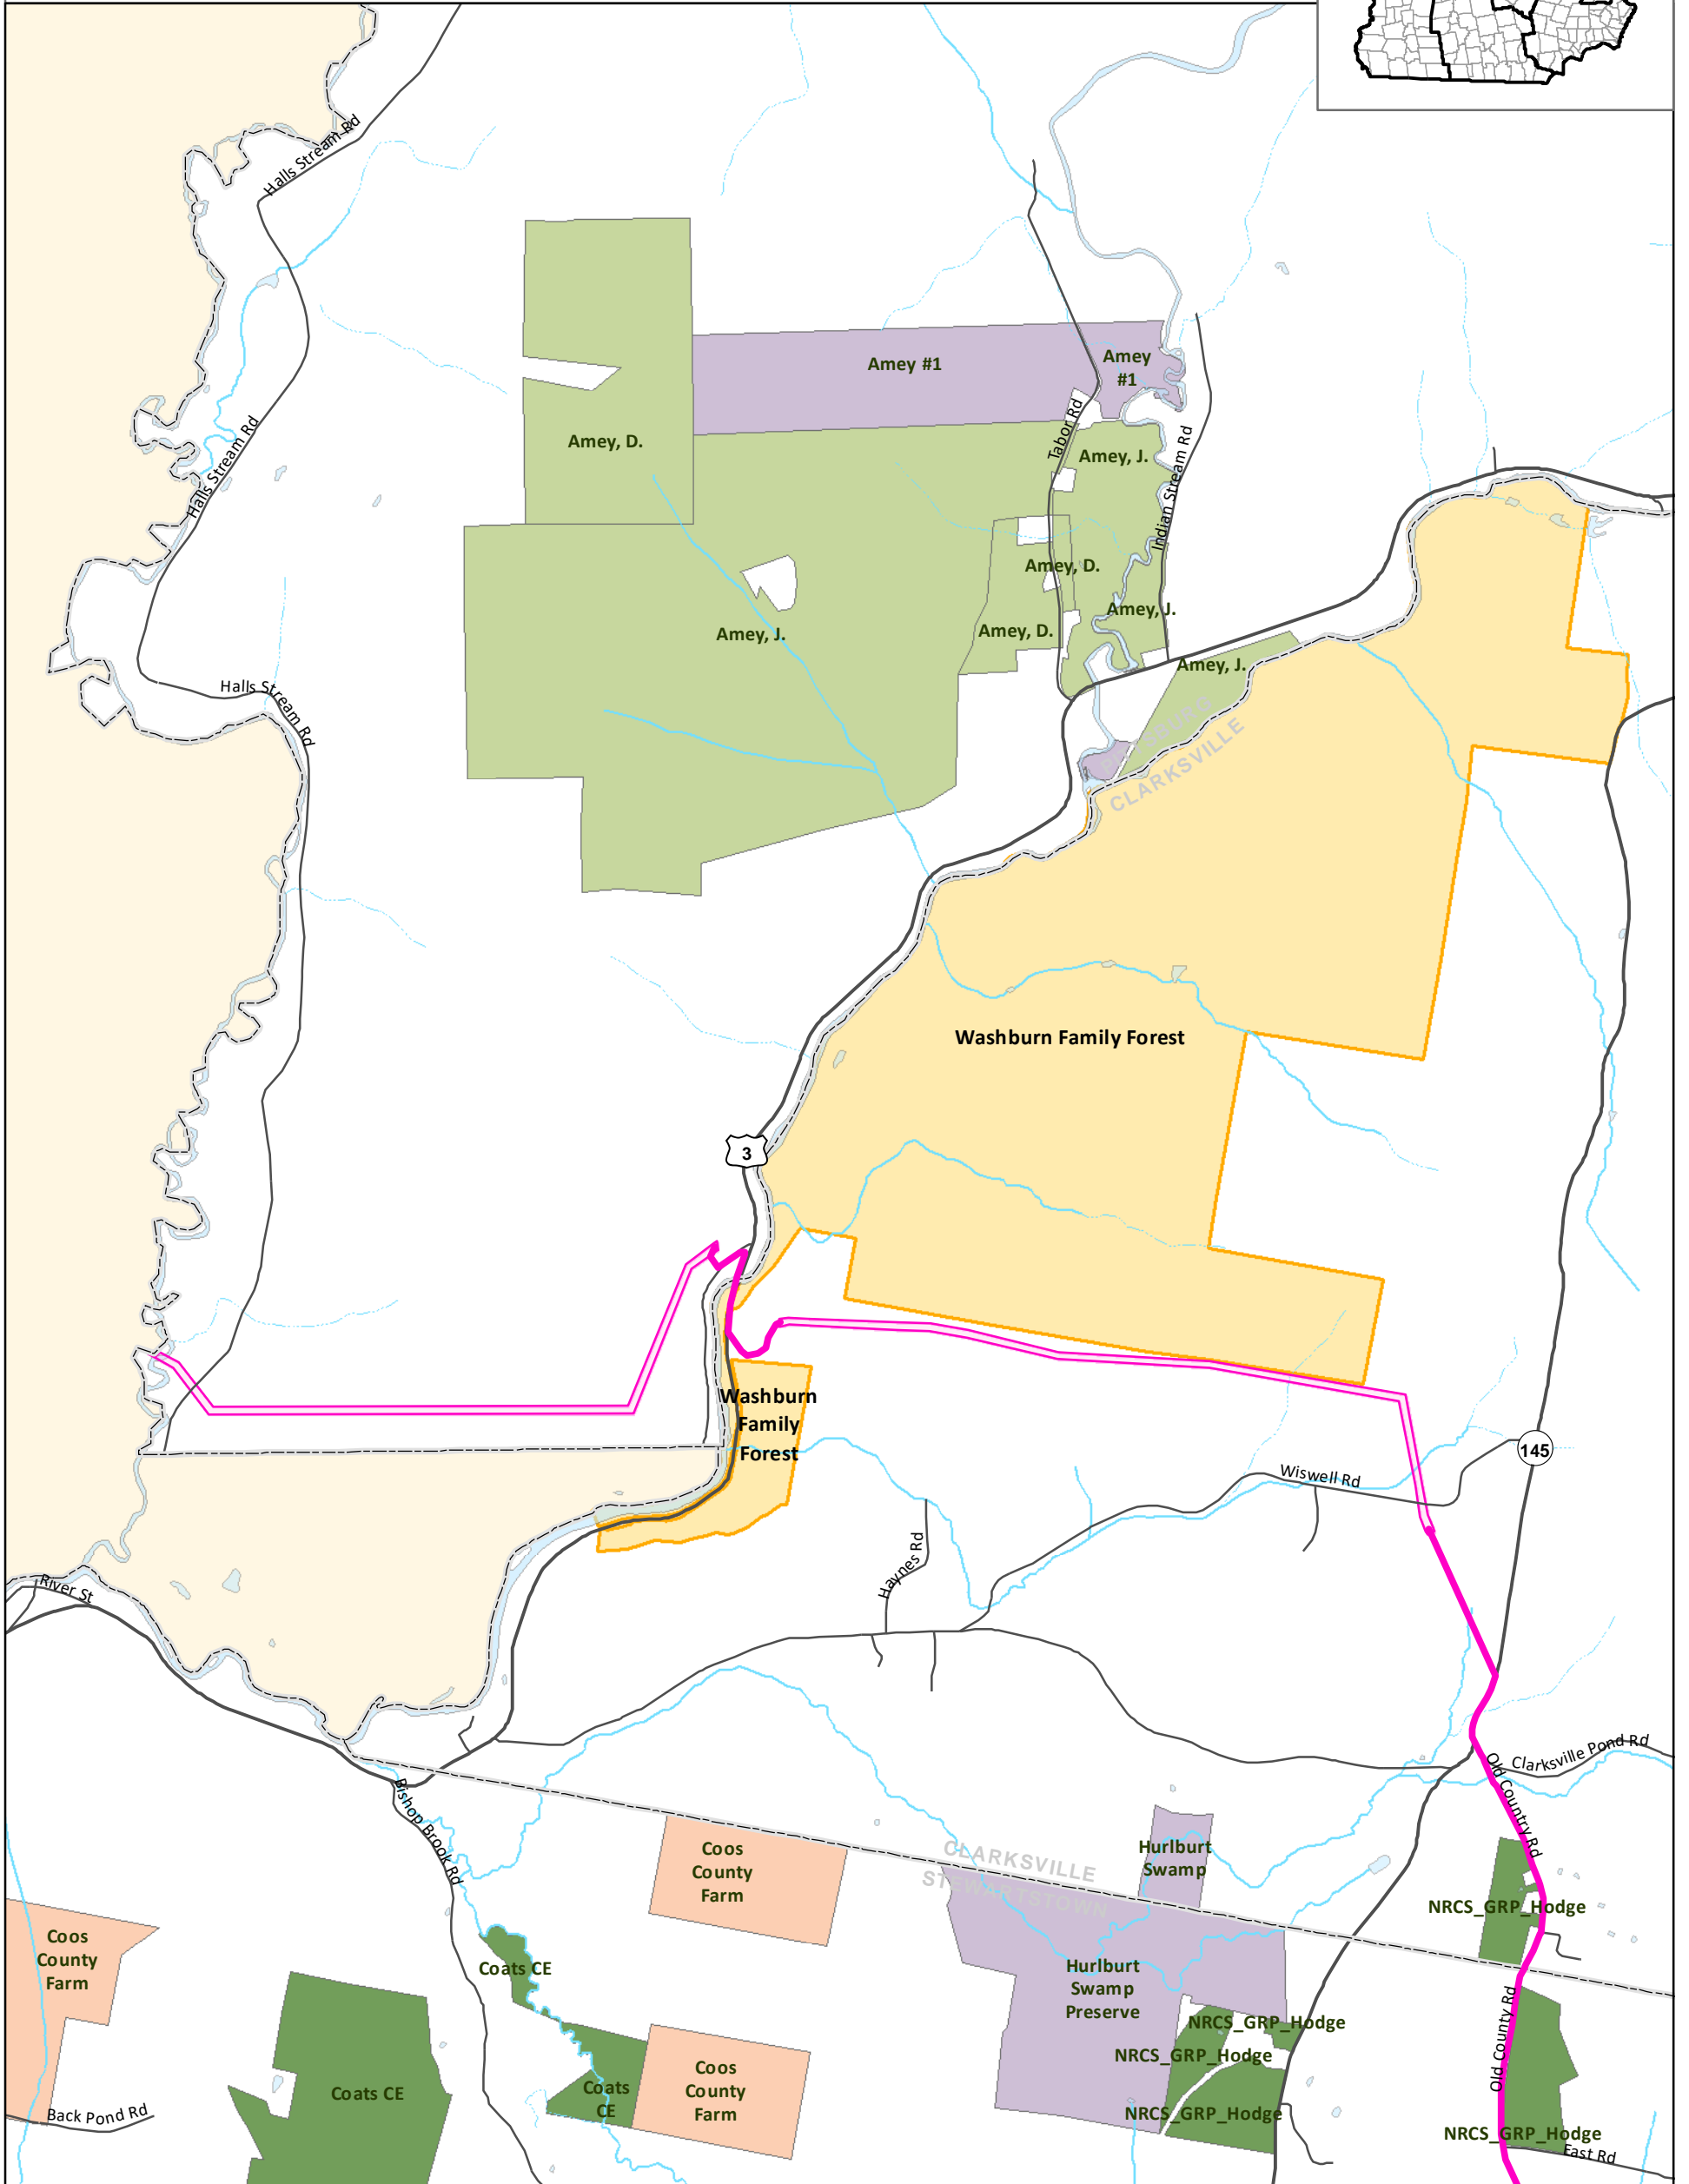 Halls Stream Rd
Amey #1
Amey
#1
Halls Stream Rd
Amey, D.
Tabor Rd
Amey, J.
Indian Stream Rd
Amey, D.
Amey, J.
Amey, J.
Amey, D.
Amey, J.
Halls Stream Rd
PITTSBURG
CLARKSVILLE
Washburn Family Forest
3
Washburn
Family
Forest
145
Wiswell Rd
Haynes Rd
River St
Clarksville Pond Rd
Old Country Rd
Bishop Brook Rd
Coos
County
Farm
CLARKSVILLE
STEWARTSTOWN
Hurlburt
Swamp
NRCS_GRP_Hodge
Coos
County
Farm
Coats CE
Hurlburt
Swamp
Preserve
NRCS_GRP_Hodge
NRCS_GRP_Hodge
Old County Rd
Coats CE
Coats
CE
Coos
County
Farm
NRCS_GRP_Hodge
Back Pond Rd
NRCS_GRP_Hodge
East Rd